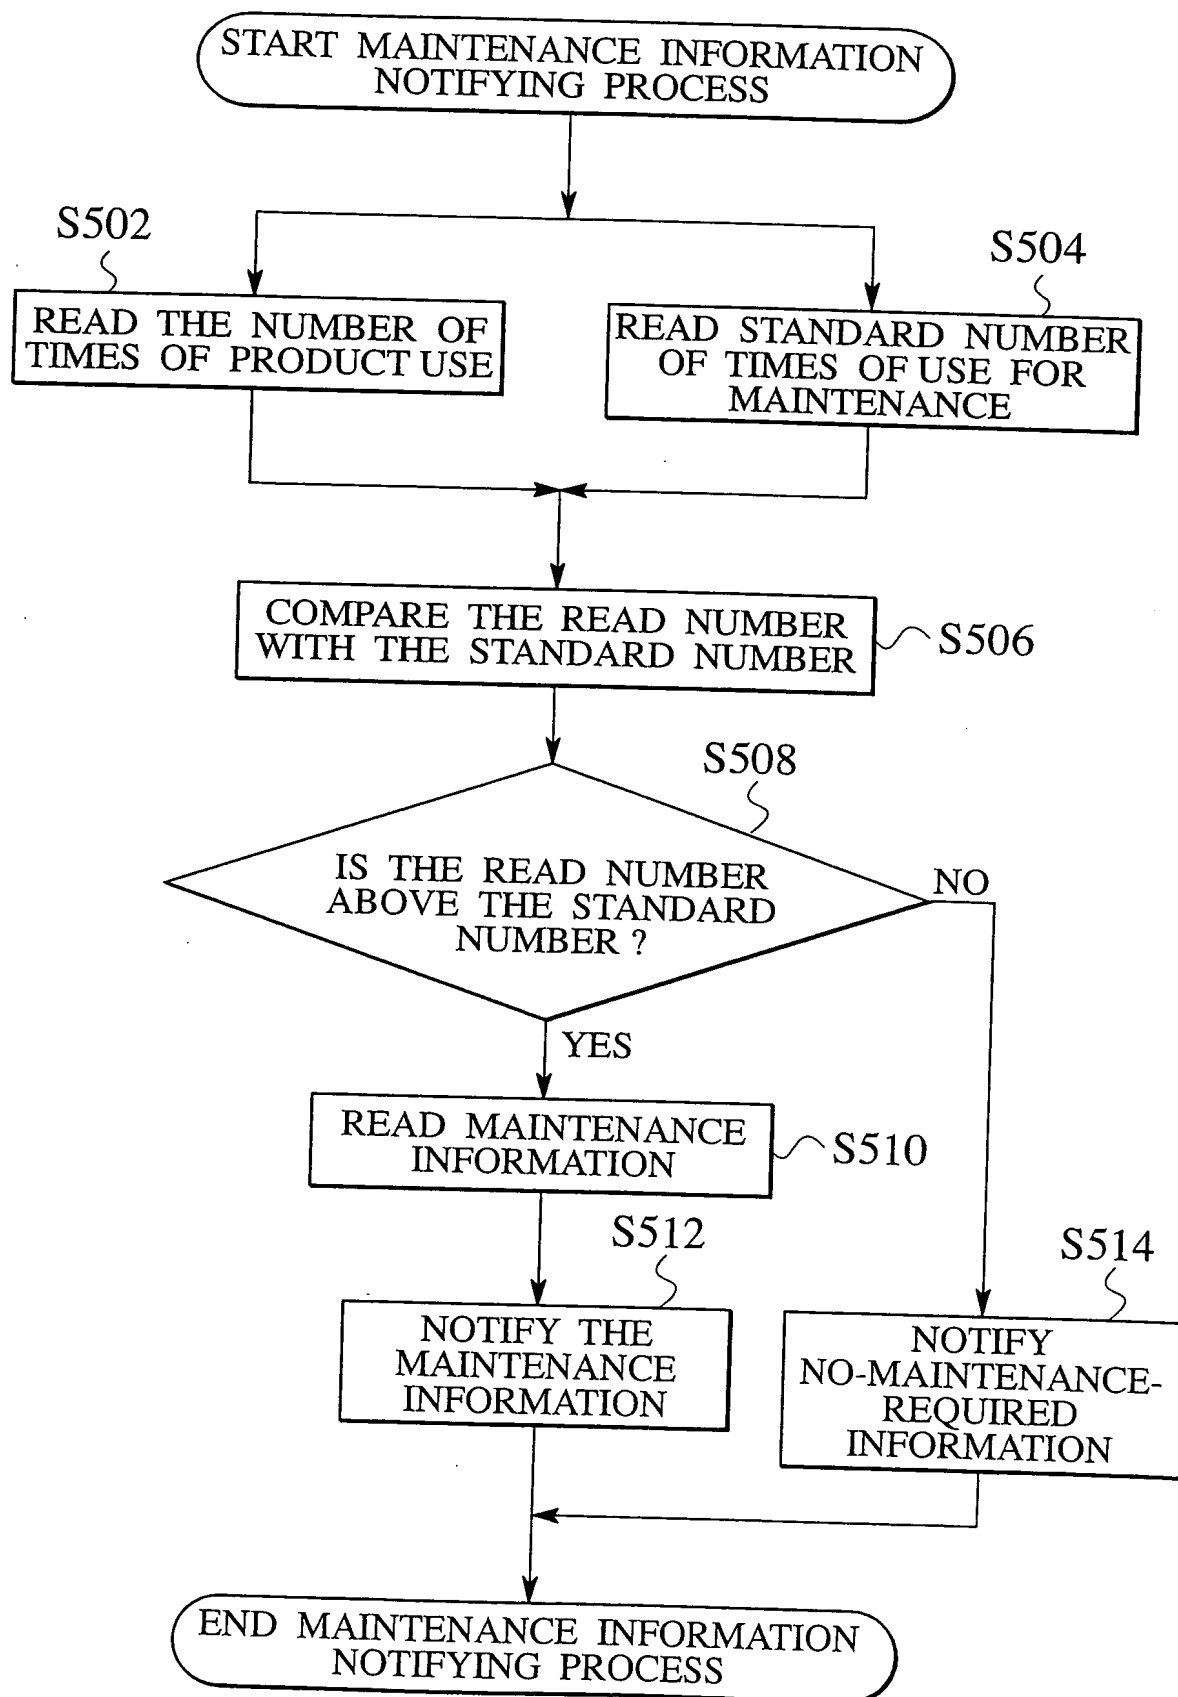 START MAINTENANCE INFORMATION
NOTIFYING PROCESS
S502
S504
READ THE NUMBER OF
TIMES OF PRODUCT USE
READ STANDARD NUMBER
OF TIMES OF USE FOR
MAINTENANCE
COMPARE THE READ NUMBER
WITH THE STANDARD NUMBER
S506
S508
IS THE READ NUMBER
ABOVE THE STANDARD
NUMBER ?
NO
YES
READ MAINTENANCE
INFORMATION
S510
S512
S514
NOTIFY THE
MAINTENANCE
INFORMATION
NOTIFY
NO-MAINTENANCE-
REQUIRED
INFORMATION
END MAINTENANCE INFORMATION
NOTIFYING PROCESS